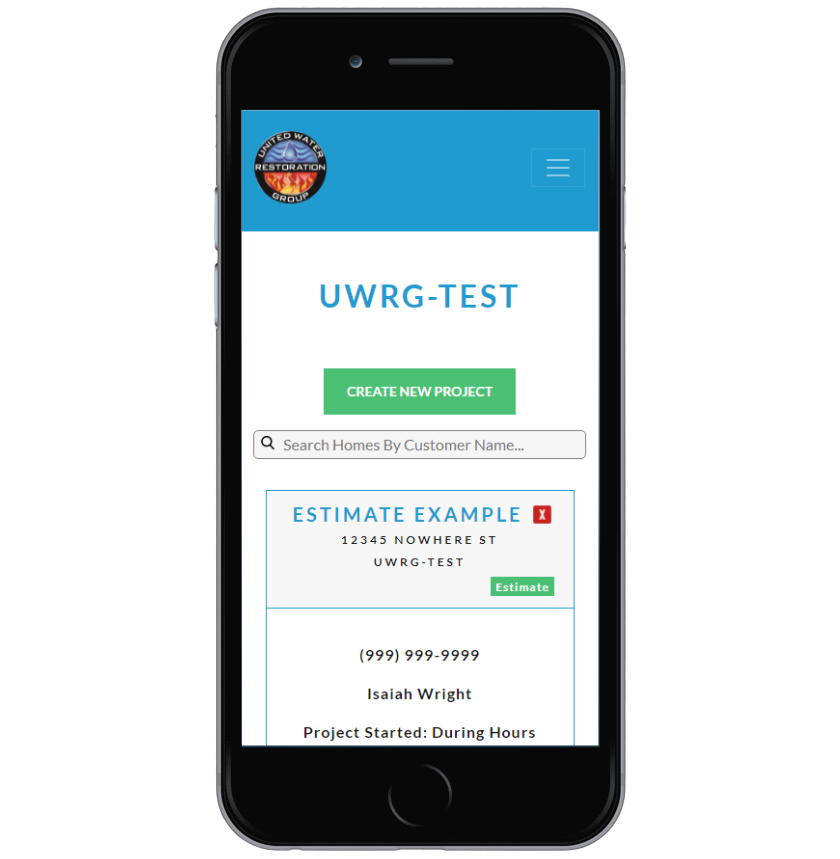 UNITED WATER
RESTORATION
GROUP
UWRG-TEST
CREATE NEW PROJECT
Search Homes By Customer Name...
ESTIMATE EXAMPLE X
12345 NOWHERE ST
UWRG-TEST
Estimate
(999) 999-9999
Isaiah Wright
Project Started: During Hours